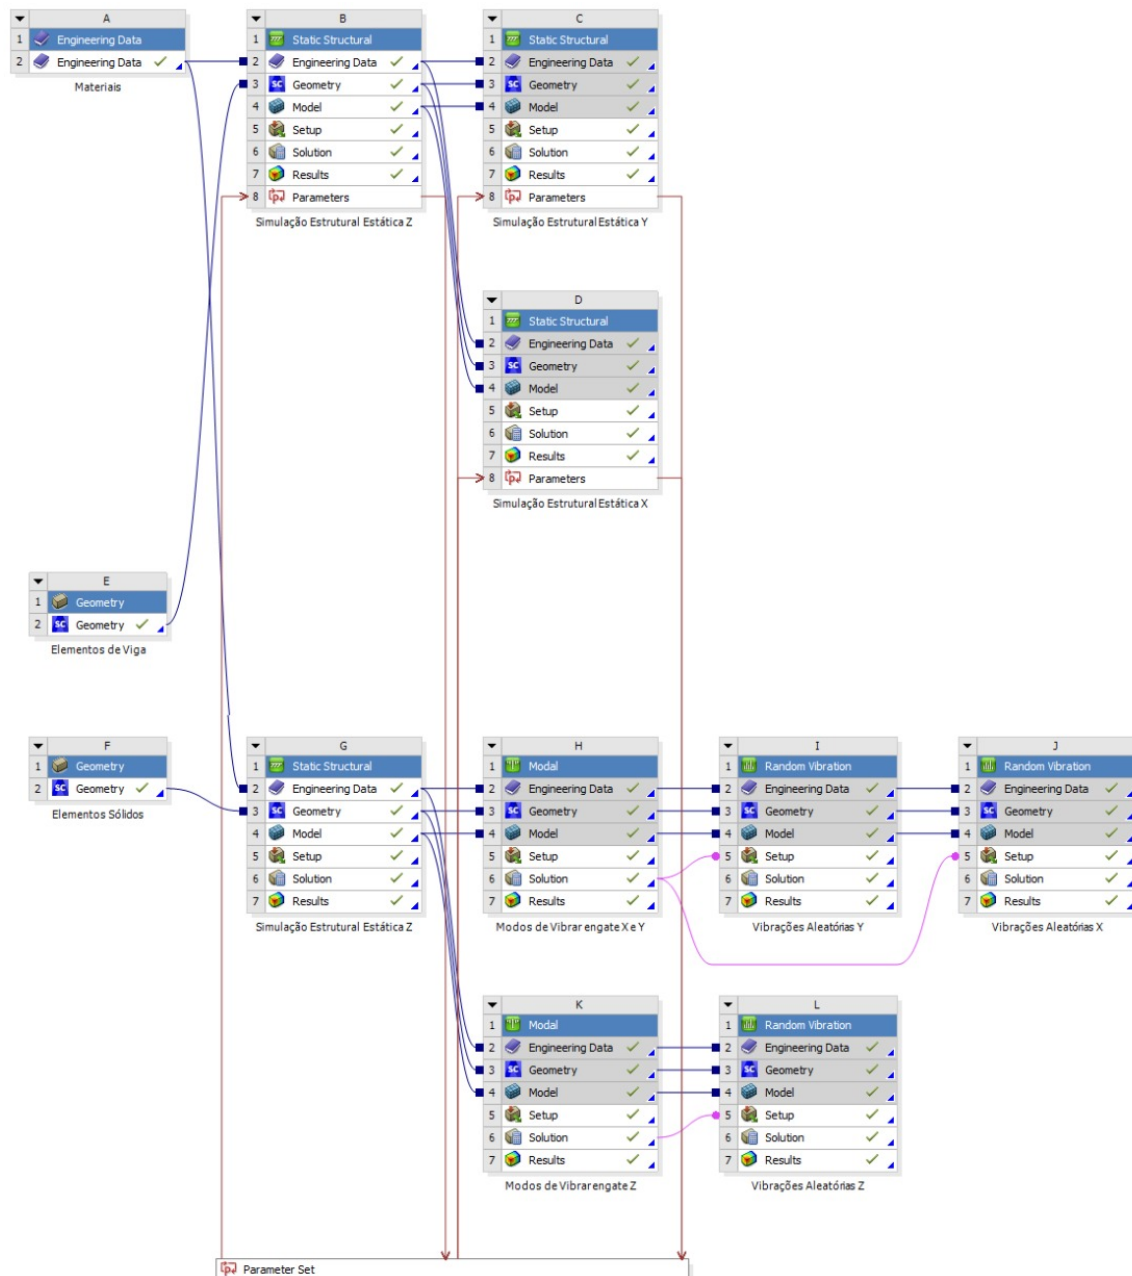 A
1 Engineering Data
2 Engineering Data
Materiais
B
1 Static Structural
2 Engineering Data
3 Geometry
4 Model
5 Setup
6 Solution
7 Results
8 Parameters
Simulação Estrutural Estática Z
C
1 Static Structural
2 Engineering Data
3 Geometry
4 Model
5 Setup
6 Solution
7 Results
8 Parameters
Simulação Estrutural Estática Y
D
1 Static Structural
2 Engineering Data
3 Geometry
4 Model
5 Setup
6 Solution
7 Results
8 Parameters
Simulação Estrutural Estática X
E
1 Geometry
2 Geometry
Elementos de Viga
F
1 Geometry
2 Geometry
Elementos Sólidos
G
1 Static Structural
2 Engineering Data
3 Geometry
4 Model
5 Setup
6 Solution
7 Results
Simulação Estrutural Estática Z
H
1 Modal
2 Engineering Data
3 Geometry
4 Model
5 Setup
6 Solution
7 Results
Modos de Vibrar engate X e Y
I
1 Random Vibration
2 Engineering Data
3 Geometry
4 Model
5 Setup
6 Solution
7 Results
Vibrações Aleatórias Y
J
1 Random Vibration
2 Engineering Data
3 Geometry
4 Model
5 Setup
6 Solution
7 Results
Vibrações Aleatórias X
K
1 Modal
2 Engineering Data
3 Geometry
4 Model
5 Setup
6 Solution
7 Results
Modos de Vibrar engate Z
L
1 Random Vibration
2 Engineering Data
3 Geometry
4 Model
5 Setup
6 Solution
7 Results
Vibrações Aleatórias Z
Parameter Set